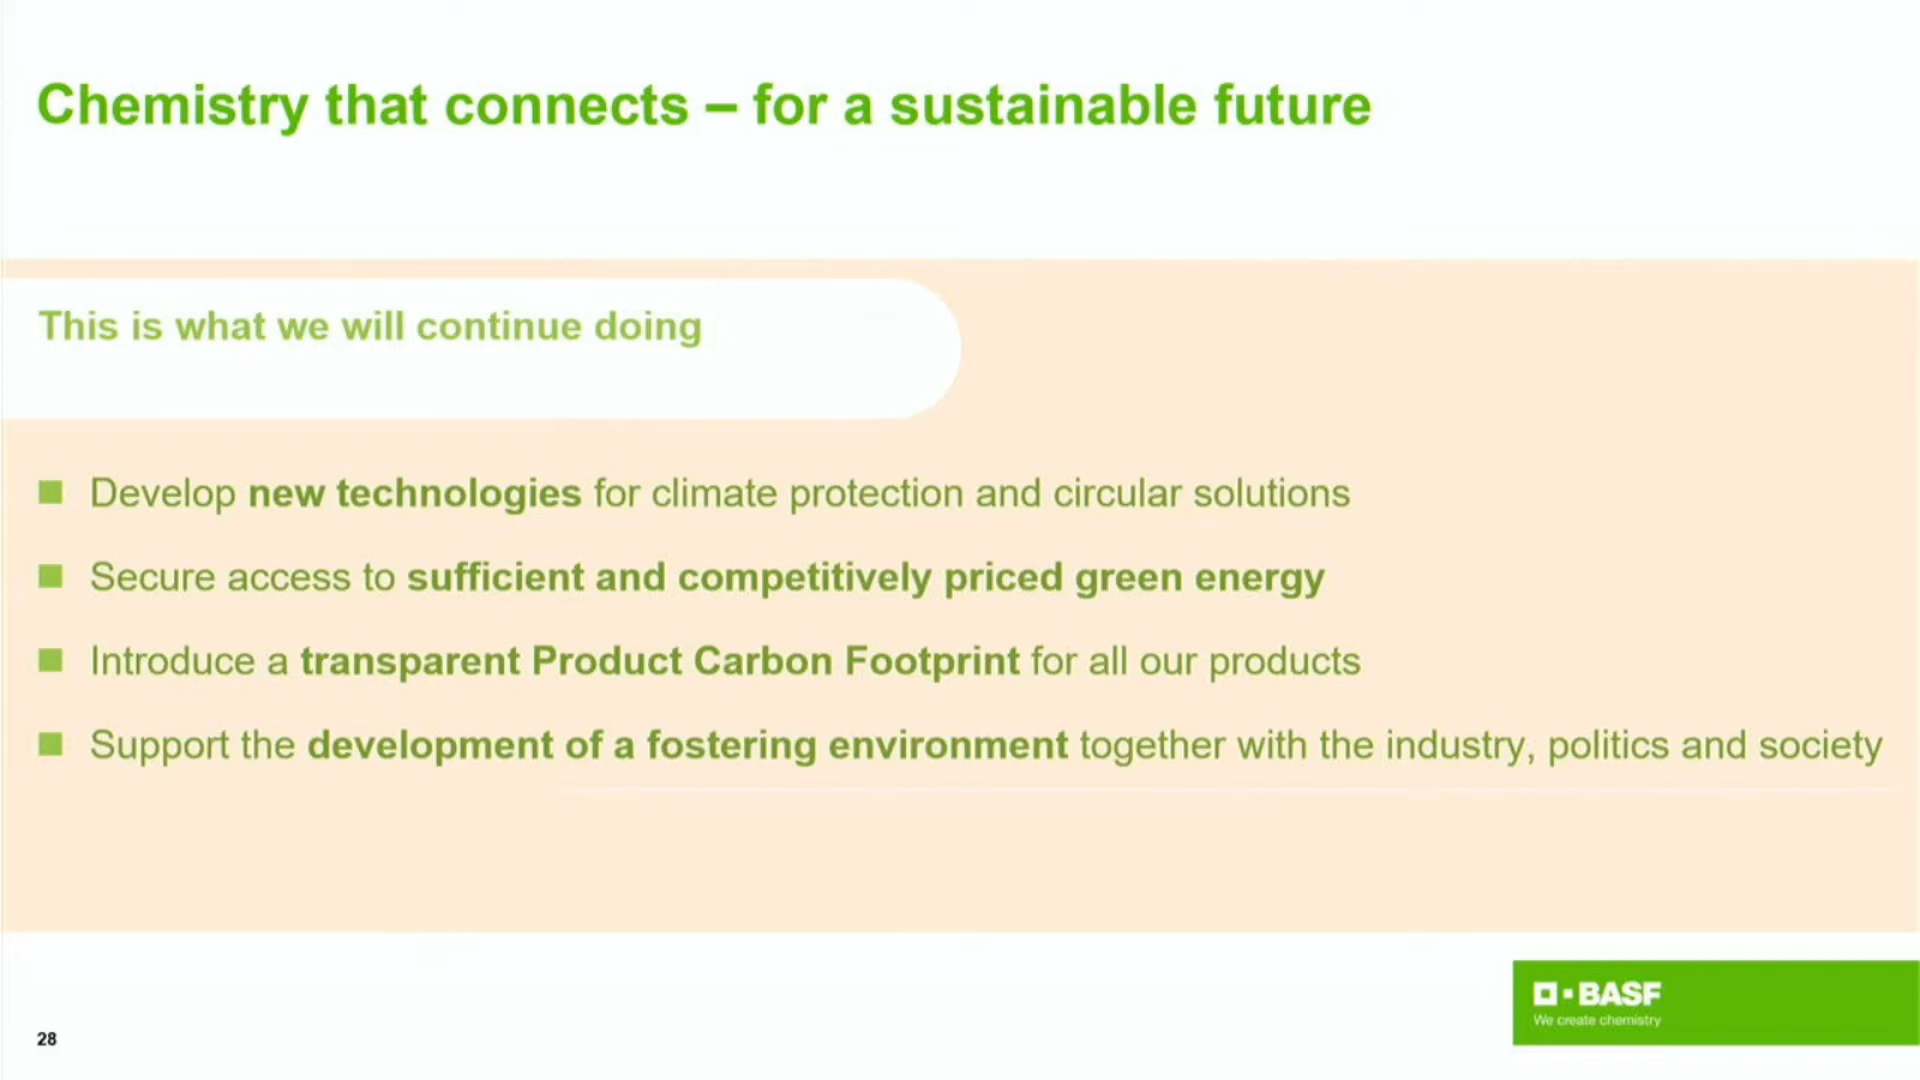 Chemistry that connects – for a sustainable future
This is what we will continue doing
Develop new technologies for climate protection and circular solutions
Secure access to sufficient and competitively priced green energy
Introduce a transparent Product Carbon Footprint for all our products
Support the development of a fostering environment together with the industry, politics and society
BASF
We create chemistry
28